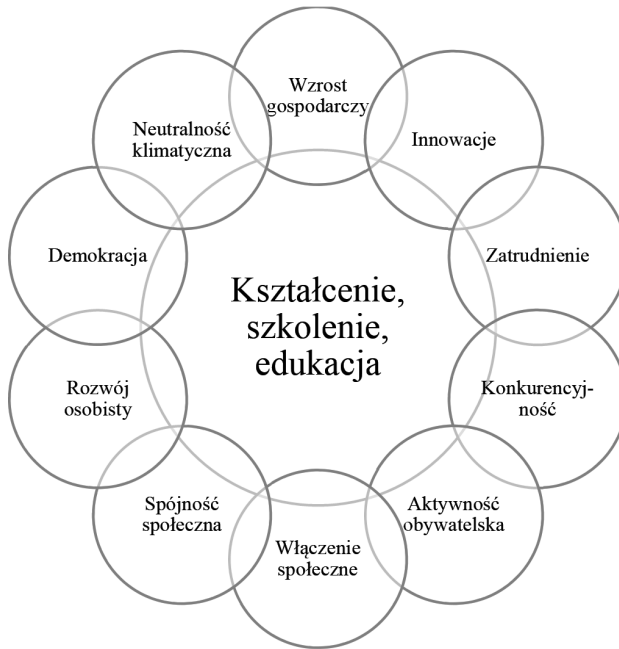 Wzrost
gospodarczy
Innowacje
Zatrudnienie
Konkurencyj-
ność
Aktywność
obywatelska
Włączenie
społeczne
Spójność
społeczna
Rozwój
osobisty
Demokracja
Neutralność
klimatyczna
Kształcenie,
szkolenie,
edukacja